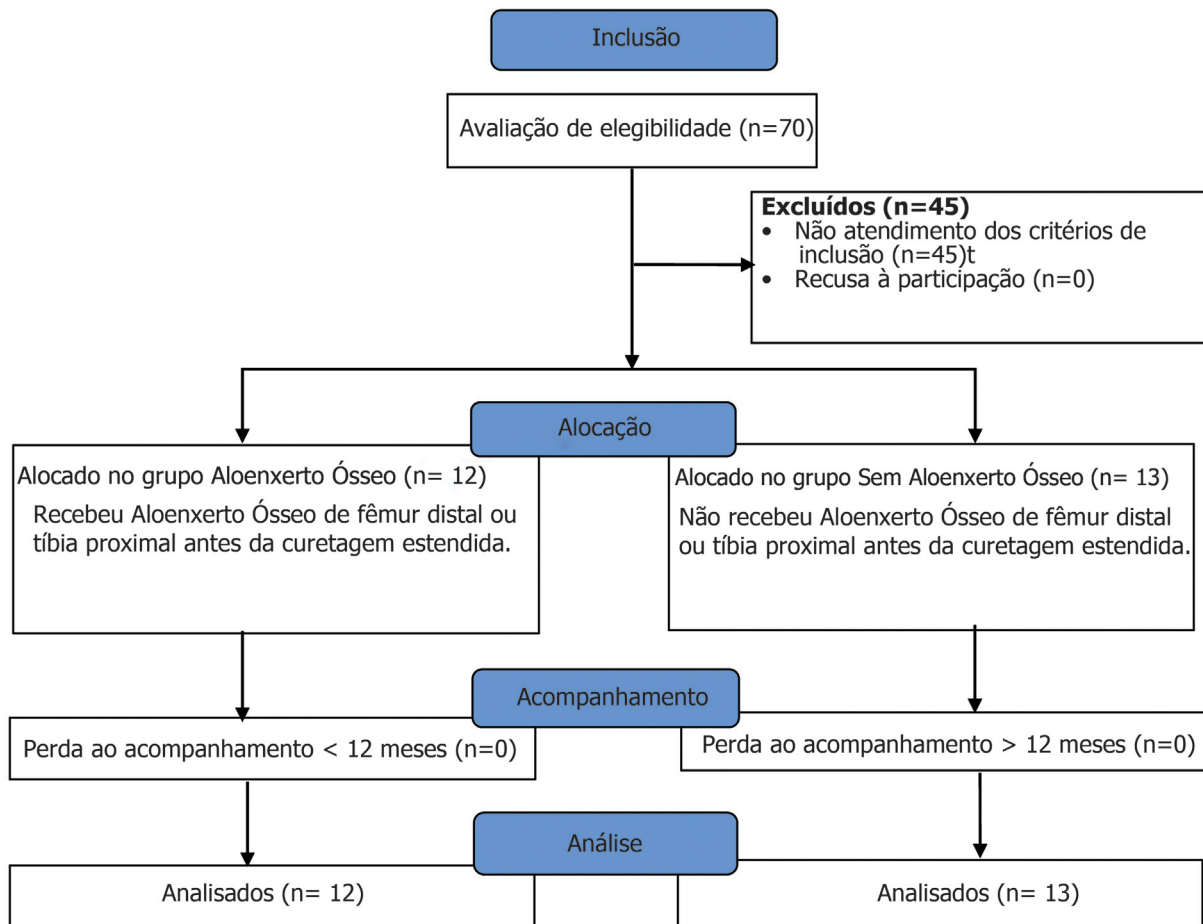 Inclusão
Avaliação de elegibilidade (n=70)
Excluídos (n=45)
• Não atendimento dos critérios de
inclusão (n=45)t
• Recusa à participação (n=0)
Alocação
Alocado no grupo Aloenxerto Ósseo (n= 12)
Recebeu Aloenxerto Ósseo de fêmur distal ou
tíbia proximal antes da curetagem estendida.
Alocado no grupo Sem Aloenxerto Ósseo (n= 13)
Não recebeu Aloenxerto Ósseo de fêmur distal
ou tíbia proximal antes da curetagem estendida.
Acompanhamento
Perda ao acompanhamento < 12 meses (n=0)
Perda ao acompanhamento > 12 meses (n=0)
Análise
Analisados (n= 12)
Analisados (n= 13)